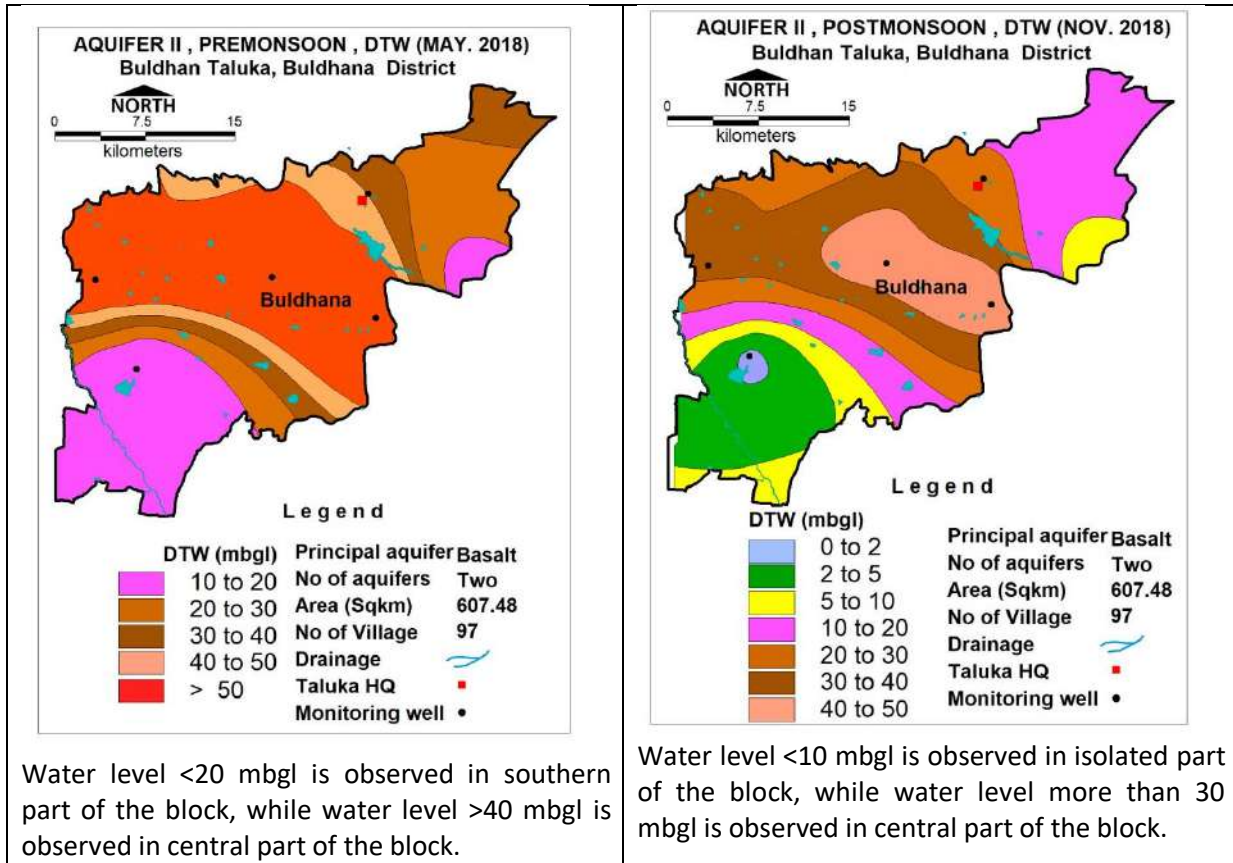 AQUIFER II , PREMONSOON , DTW (MAY. 2018)
Buldhan Taluka, Buldhana District
NORTH
0 7.5 15
kilometers
Buldhana
Legend
DTW (mbgl)
10 to 20
20 to 30
30 to 40
40 to 50
> 50
Principal aquifer Basalt
No of aquifers Two
Area (Sqkm) 607.48
No of Village 97
Drainage
Taluka HQ
Monitoring well
Water level <20 mbgl is observed in southern
part of the block, while water level >40 mbgl is
observed in central part of the block.
AQUIFER II , POSTMONSOON , DTW (NOV. 2018)
Buldhan Taluka, Buldhana District
NORTH
0 7.5 15
kilometers
Buldhana
Legend
DTW (mbgl)
0 to 2
2 to 5
5 to 10
10 to 20
20 to 30
30 to 40
40 to 50
Principal aquifer Basalt
No of aquifers Two
Area (Sqkm) 607.48
No of Village 97
Drainage
Taluka HQ
Monitoring well
Water level <10 mbgl is observed in isolated part
of the block, while water level more than 30
mbgl is observed in central part of the block.